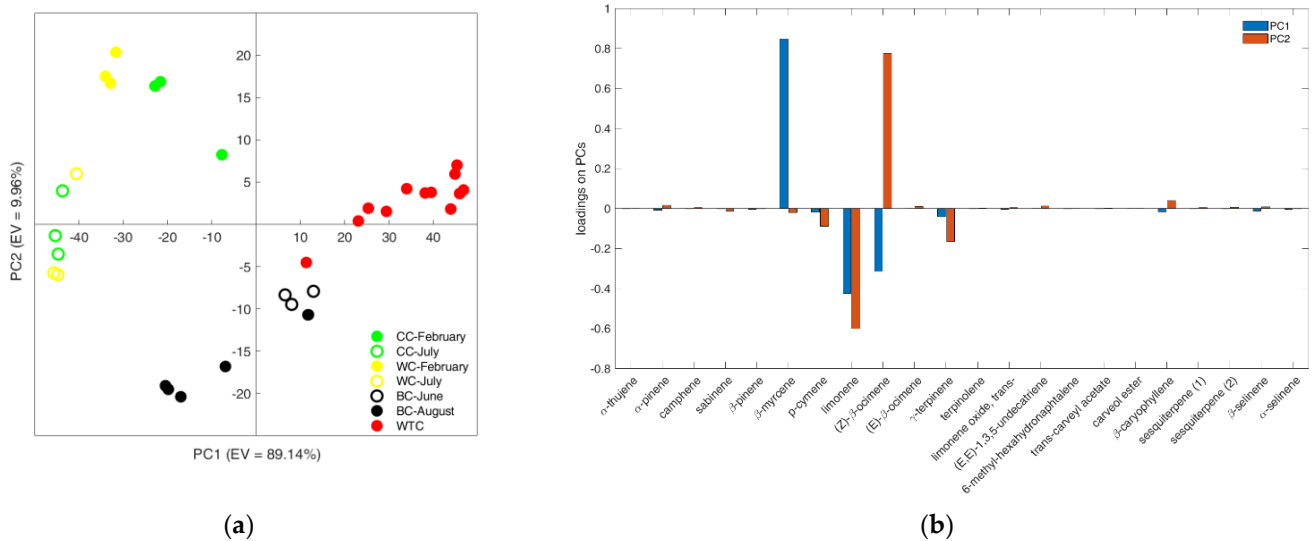 20
15
10
5
-40
-30
-20
-10
10
20
30
40
-5
-10
-15
-20
PC2 (EV = 9.96%)
PC1 (EV = 89.14%)
CC-February
CC-July
WC-February
WC-July
BC-June
BC-August
WTC
(a)
1
0.8
0.6
0.4
0.2
0
-0.2
-0.4
-0.6
-0.8
loadings on PCs
PC1
PC2
α-thujene
α-pinene
camphene
sabinene
β-pinene
β-myrcene
p-cymene
limonene
(Z)-β-ocimene
(E)-β-ocimene
γ-terpinene
terpinolene
limonene oxide, trans-
(E,E)-1,3,5-undecatriene
6-methyl-hexahydronaphtalene
trans-carveyl acetate
carveol ester
β-caryophyllene
sesquiterpene (1)
sesquiterpene (2)
β-selinene
α-selinene
(b)